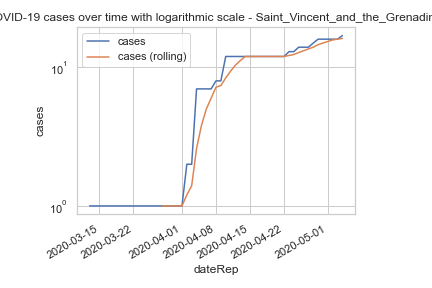 OVID-19 cases over time with logarithmic scale - Saint_Vincent_and_the_Grenadin
cases
cases (rolling)
10¹
10⁰
cases
2020-03-15
2020-03-22
2020-04-01
2020-04-08
2020-04-15
2020-04-22
2020-05-01
dateRep